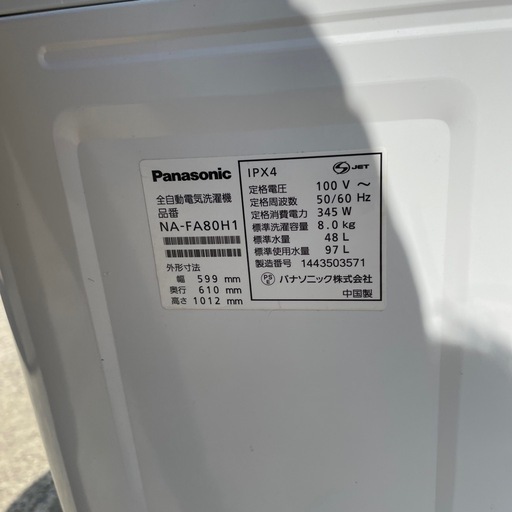 Panasonic
全自動電気洗濯機
品番
NA-FA80H1
外形寸法
幅 599 mm
奥行 610 mm
高さ 1012 mm
IPX4
S JET
定格電圧 100 V ～
定格周波数 50/60 Hz
定格消費電力 345 W
標準洗濯容量 8.0 kg
標準水量 48 L
標準使用水量 97 L
製造番号 1443503571
PS E パナソニック株式会社
中国製